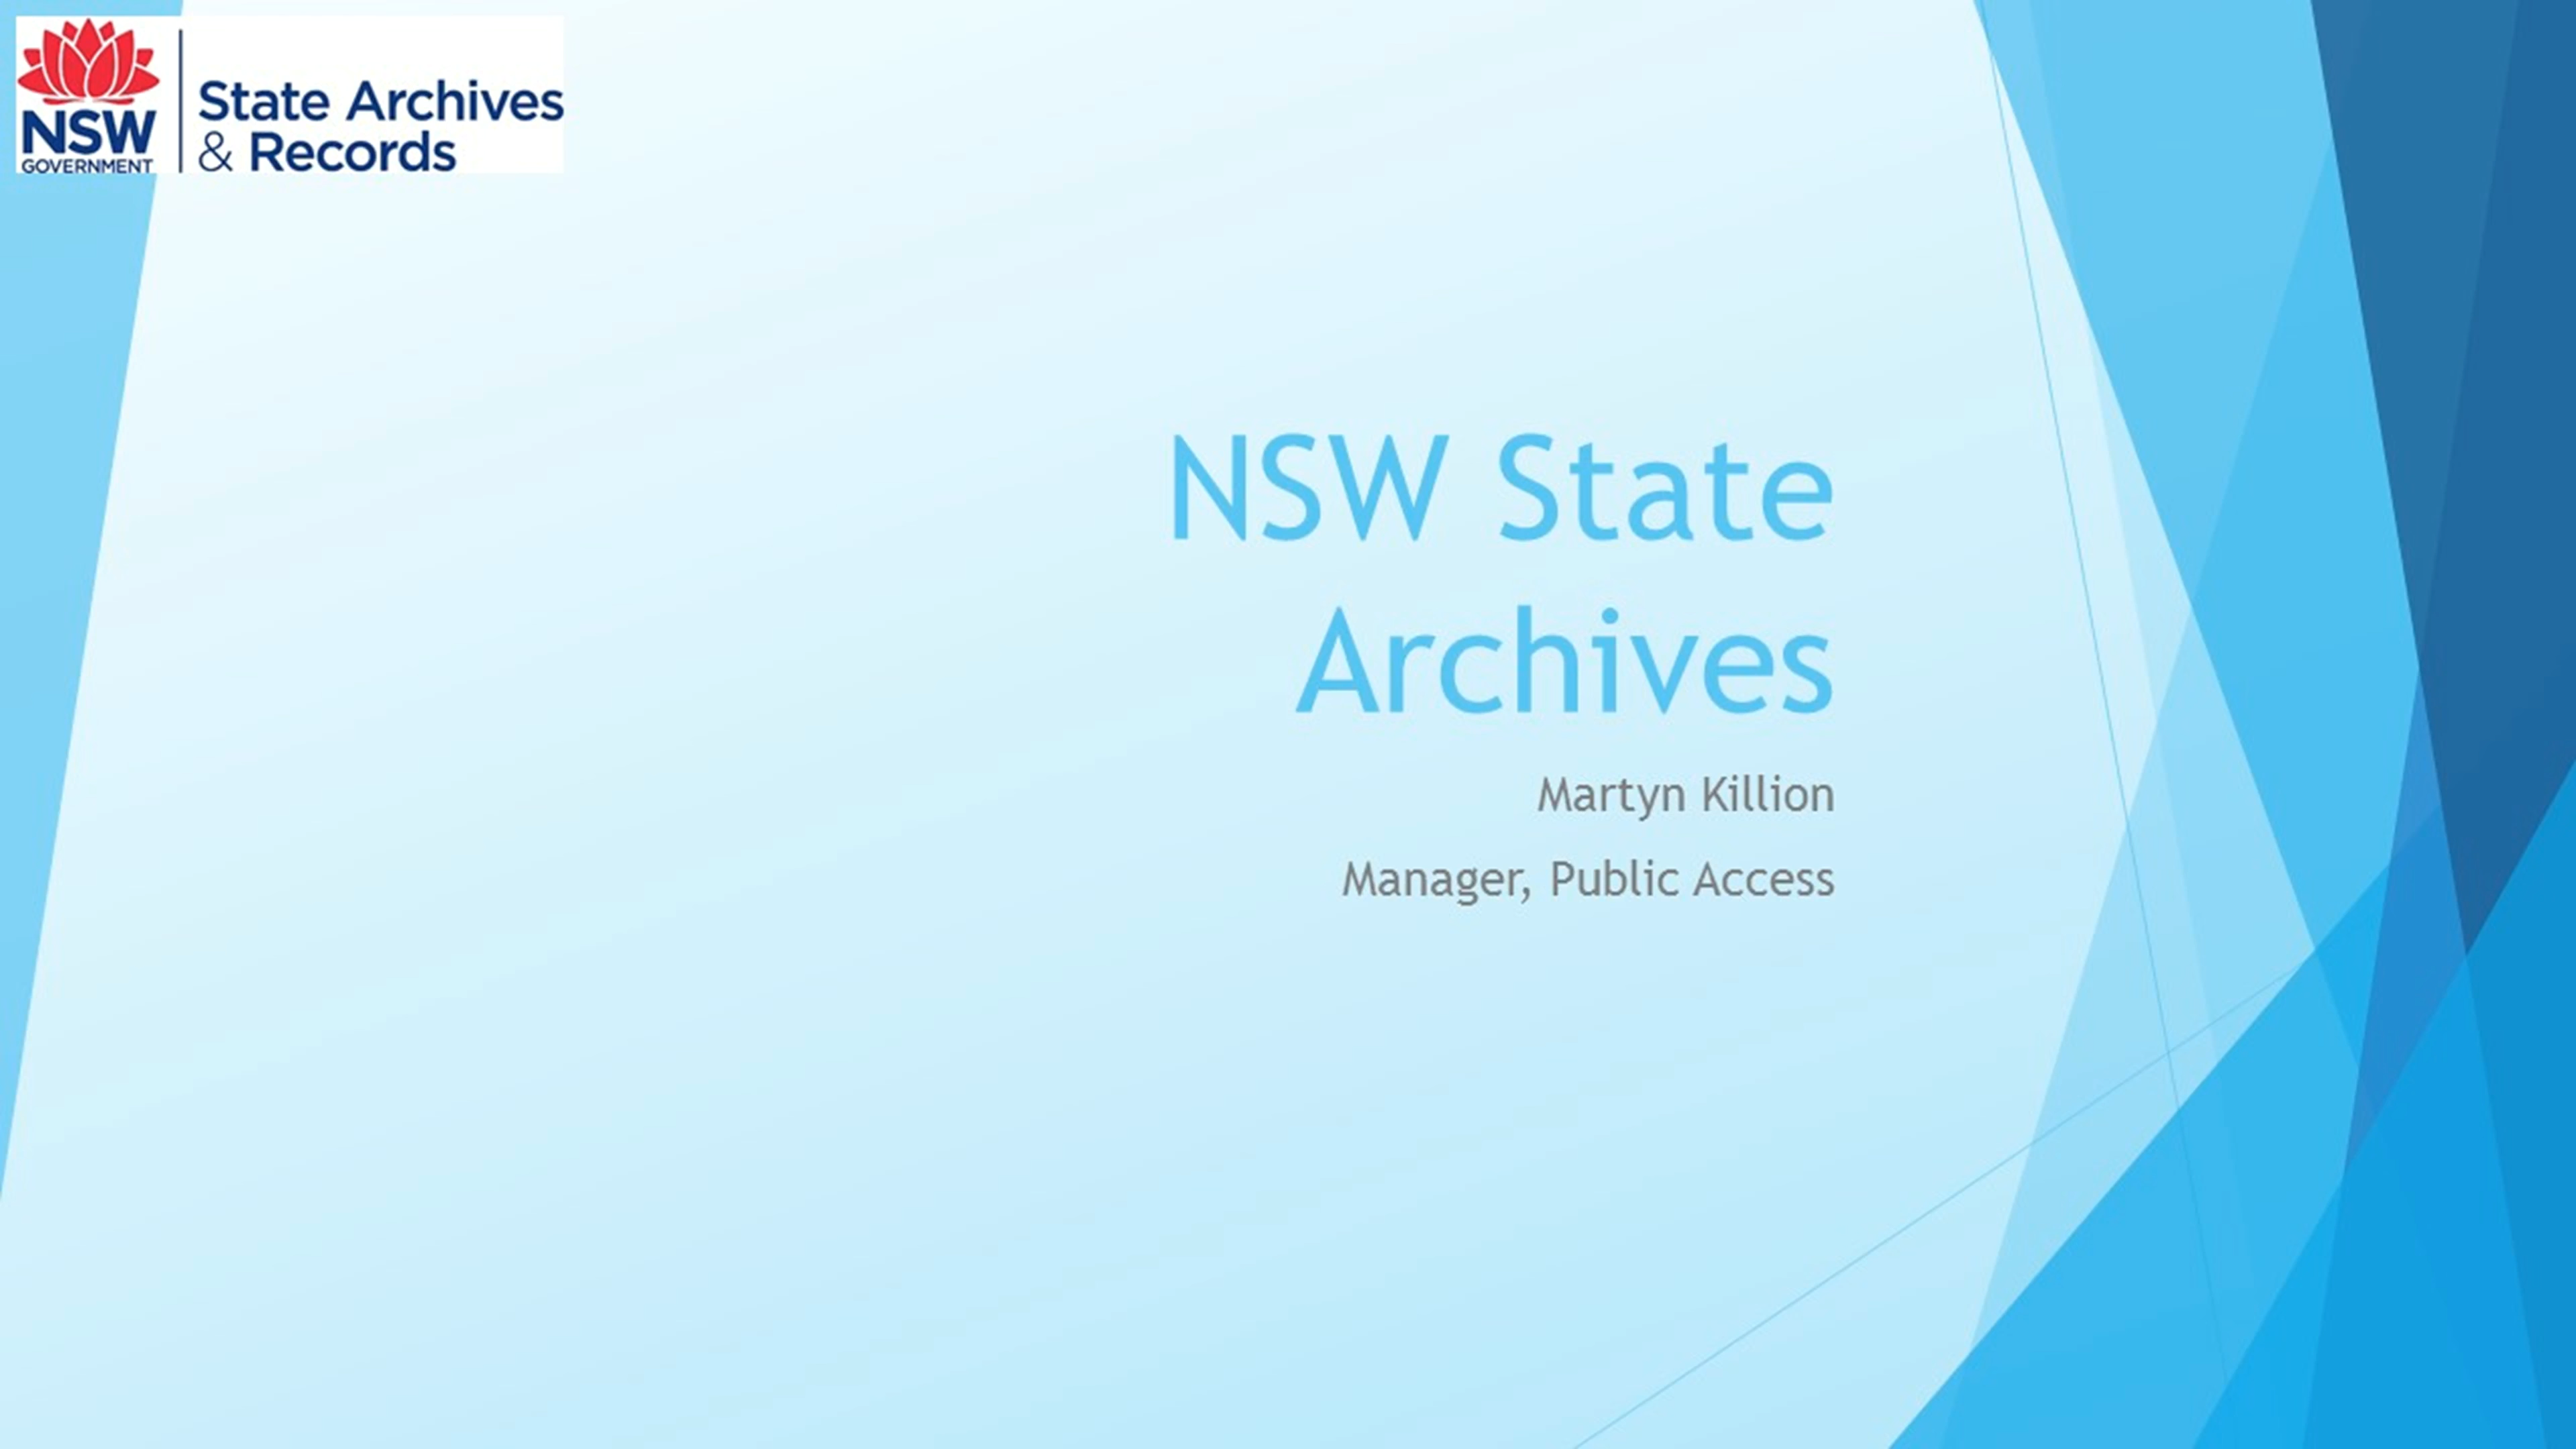 NSW
GOVERNMENT
State Archives
& Records
NSW State
Archives
Martyn Killion
Manager, Public Access